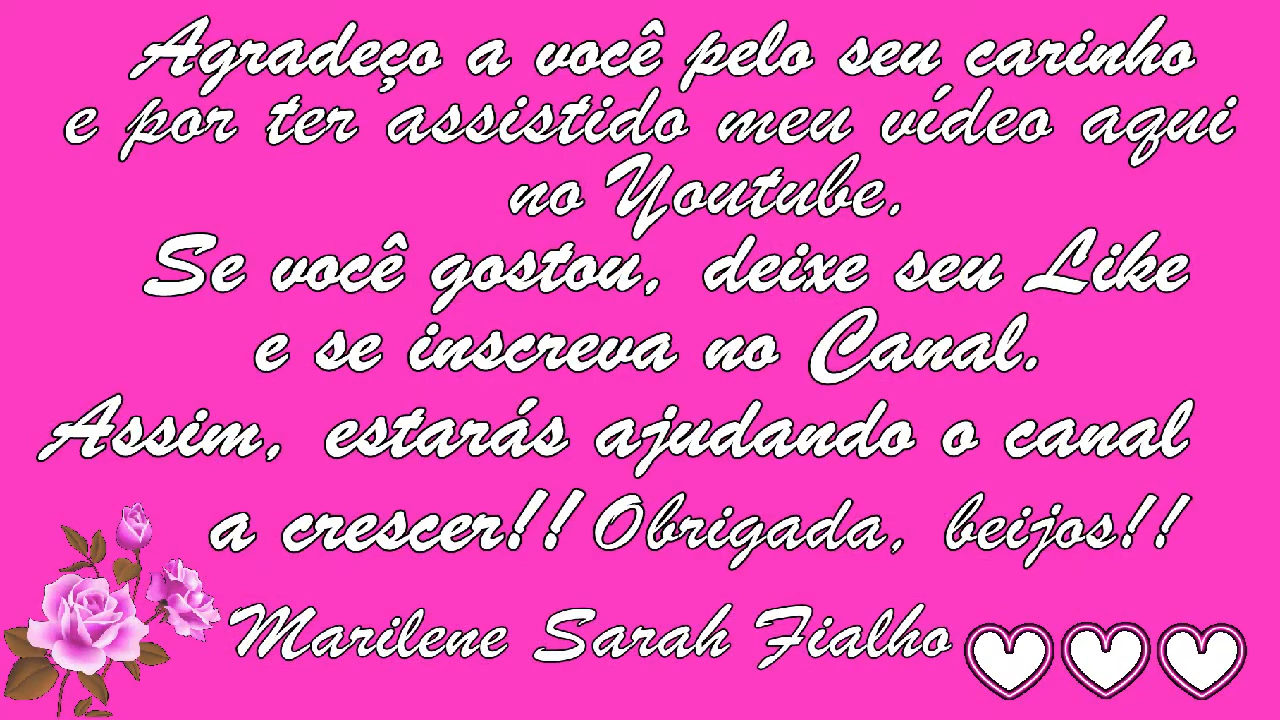 Agradeço a você pelo seu carinho
e por ter assistido meu vídeo aqui
no Youtube.
Se você gostou, deixe seu Like
e se inscreva no Canal.
Assim, estarás ajudando o canal
a crescer!! Obrigada, beijos!!
Marilene Sarah Fialho